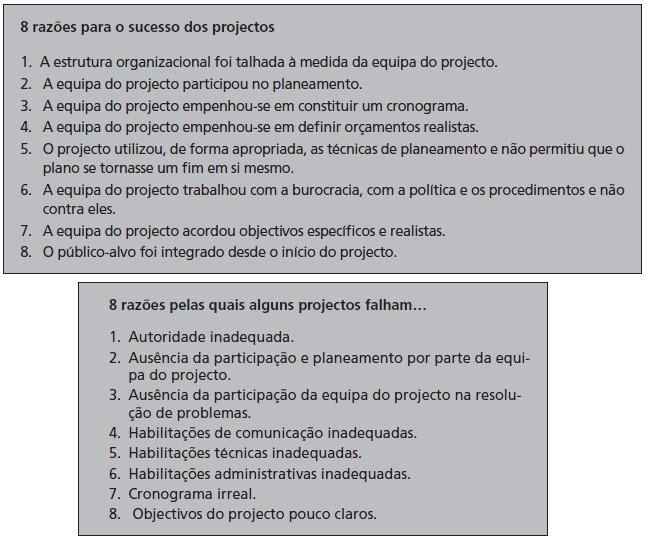 8 razões para o sucesso dos projectos
1. A estrutura organizacional foi talhada à medida da equipa do projecto.
2. A equipa do projecto participou no planeamento.
3. A equipa do projecto empenhou-se em constituir um cronograma.
4. A equipa do projecto empenhou-se em definir orçamentos realistas.
5. O projecto utilizou, de forma apropriada, as técnicas de planeamento e não permitiu que o
plano se tornasse um fim em si mesmo.
6. A equipa do projecto trabalhou com a burocracia, com a política e os procedimentos e não
contra eles.
7. A equipa do projecto acordou objectivos específicos e realistas.
8. O público-alvo foi integrado desde o início do projecto.
8 razões pelas quais alguns projectos falham…
1. Autoridade inadequada.
2. Ausência da participação e planeamento por parte da equi-
pa do projecto.
3. Ausência da participação da equipa do projecto na resolu-
ção de problemas.
4. Habilitações de comunicação inadequadas.
5. Habilitações técnicas inadequadas.
6. Habilitações administrativas inadequadas.
7. Cronograma irreal.
8. Objectivos do projecto pouco claros.